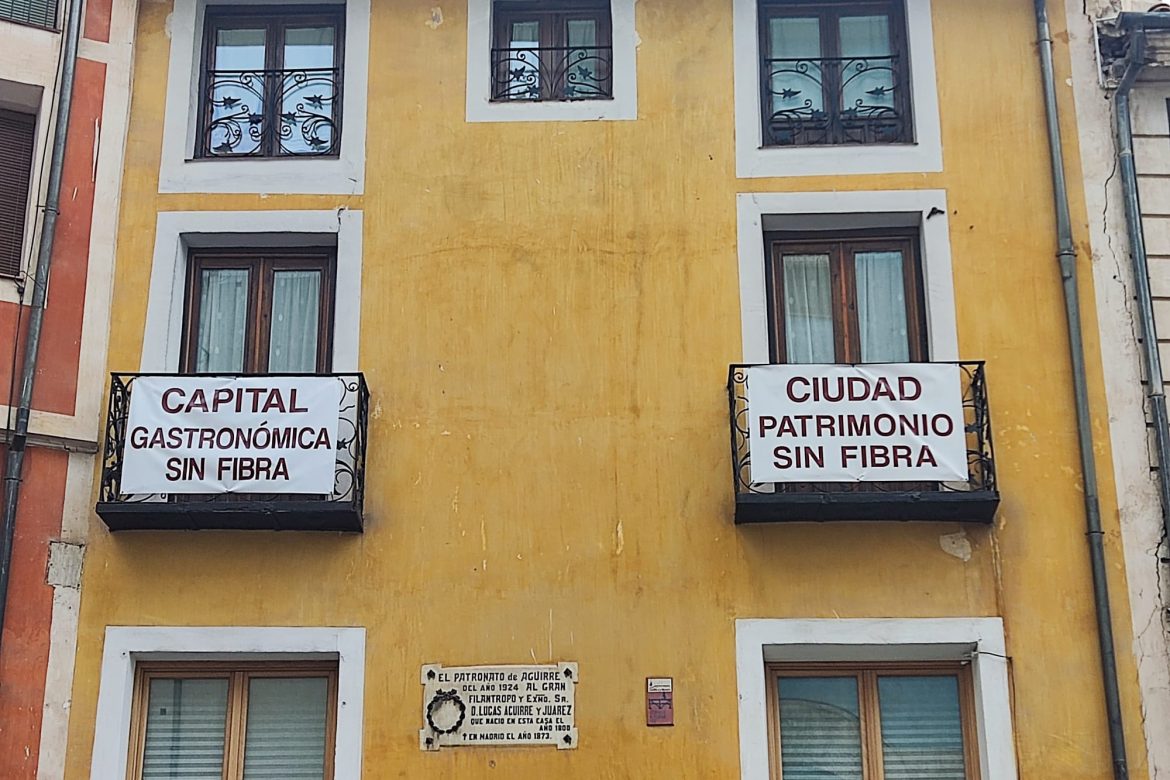 CAPITAL
GASTRONÓMICA
SIN FIBRA
CIUDAD
PATRIMONIO
SIN FIBRA
EL PATRONATO de AGUIRRE
DEL AÑO 1924 AL GRAN
FILÁNTROPO Y EXMO. SR.
D. LUCAS AGUIRRE Y JUAREZ
QUE NACIO EN ESTA CASA EL
AÑO 1800
✝ EN MADRID EL AÑO 1873.